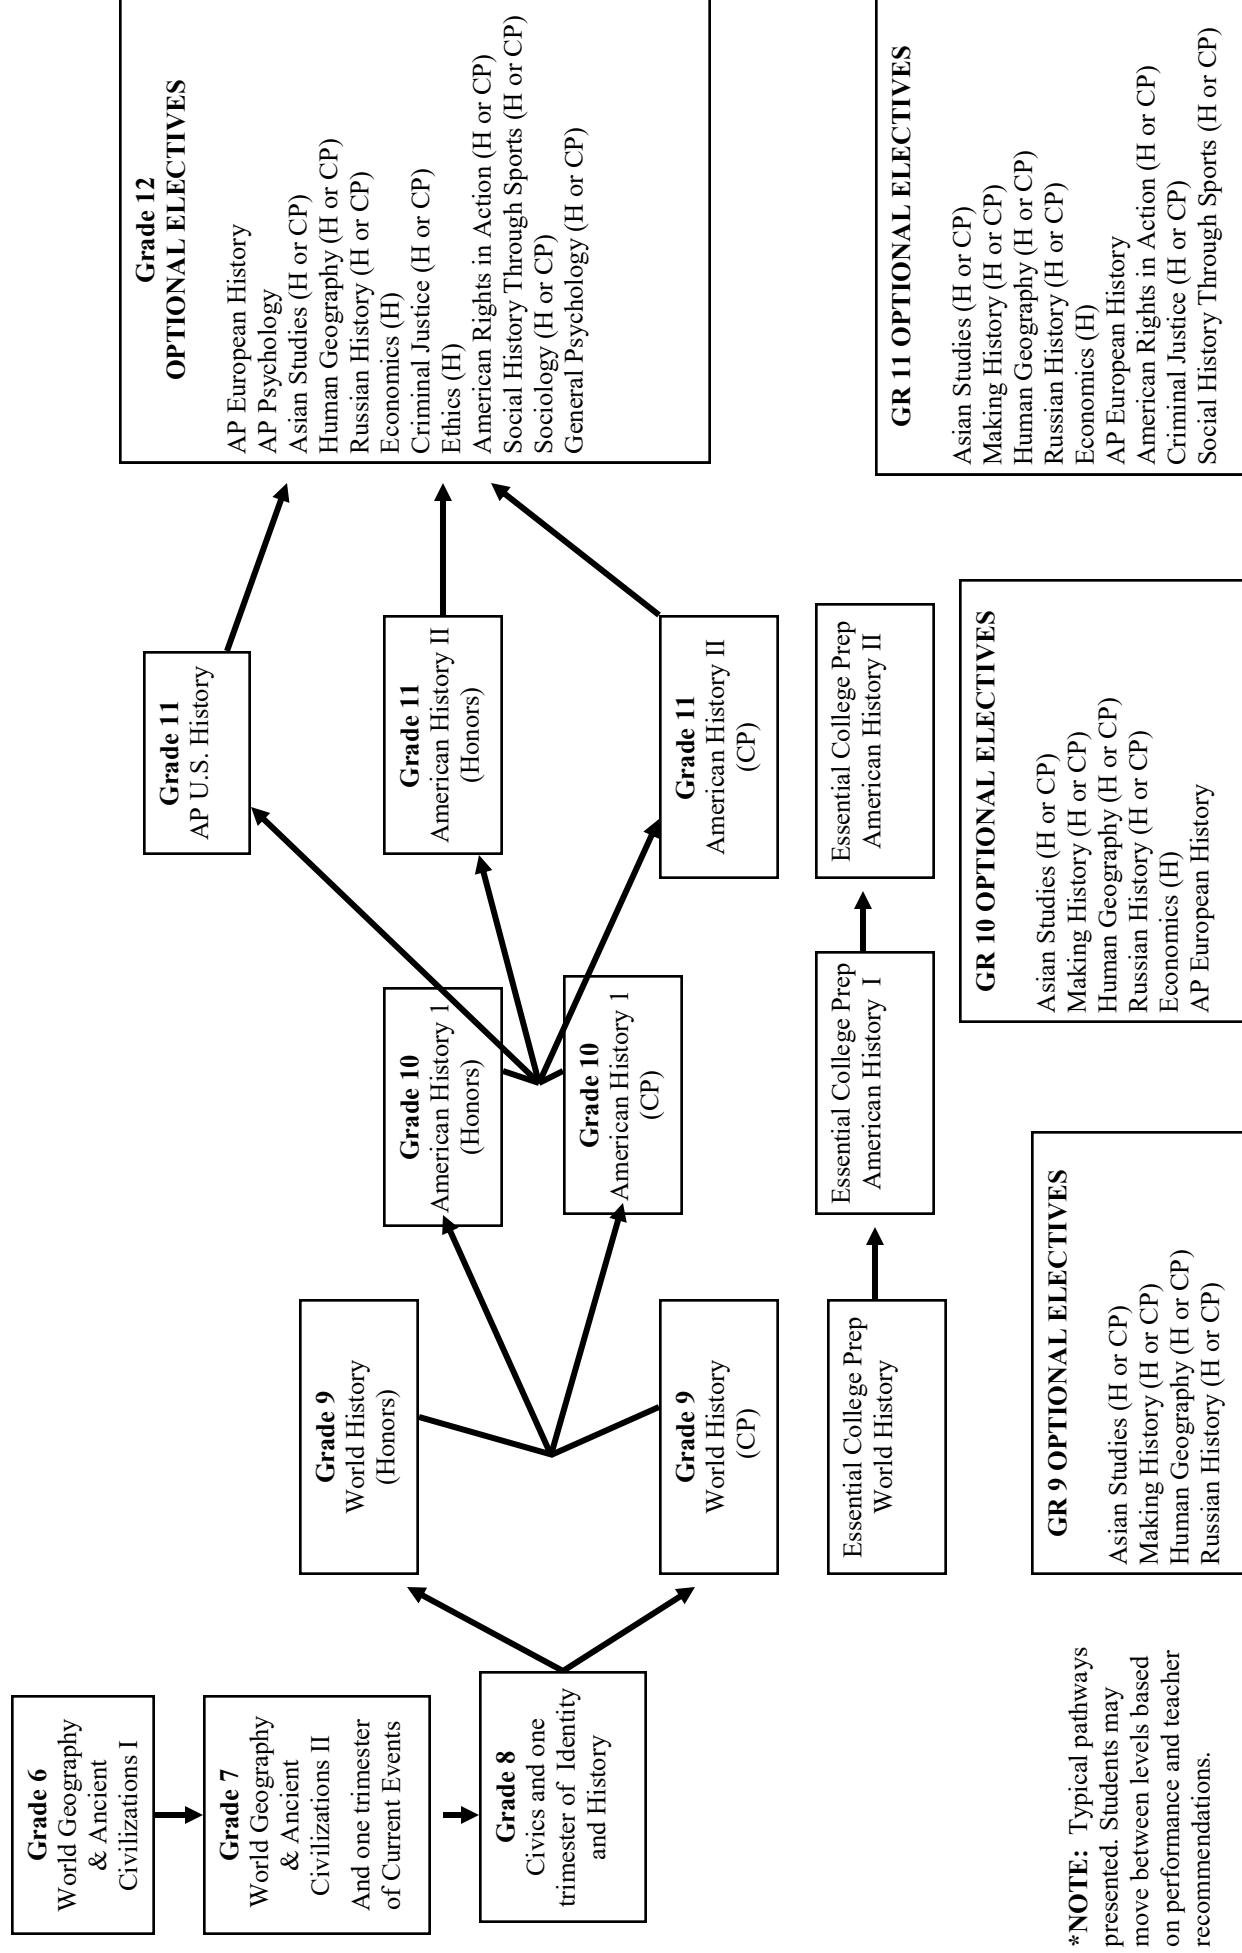 Grade 6
World Geography
& Ancient
Civilizations I
Grade 7
World Geography
& Ancient
Civilizations II
And one trimester
of Current Events
Grade 8
Civics and one
trimester of Identity
and History
Grade 9
World History
(Honors)
Grade 9
World History
(CP)
Essential College Prep
World History
Grade 10
American History 1
(Honors)
Grade 10
American History 1
(CP)
Essential College Prep
American History I
Grade 11
AP U.S. History
Grade 11
American History II
(Honors)
Grade 11
American History II
(CP)
Essential College Prep
American History II
Grade 12
OPTIONAL ELECTIVES
AP European History
AP Psychology
Asian Studies (H or CP)
Human Geography (H or CP)
Russian History (H or CP)
Economics (H)
Criminal Justice (H or CP)
Ethics (H)
American Rights in Action (H or CP)
Social History Through Sports (H or CP)
Sociology (H or CP)
General Psychology (H or CP)
*NOTE: Typical pathways
presented. Students may
move between levels based
on performance and teacher
recommendations.
GR 9 OPTIONAL ELECTIVES
Asian Studies (H or CP)
Making History (H or CP)
Human Geography (H or CP)
Russian History (H or CP)
GR 10 OPTIONAL ELECTIVES
Asian Studies (H or CP)
Making History (H or CP)
Human Geography (H or CP)
Russian History (H or CP)
Economics (H)
AP European History
GR 11 OPTIONAL ELECTIVES
Asian Studies (H or CP)
Making History (H or CP)
Human Geography (H or CP)
Russian History (H or CP)
Economics (H)
AP European History
American Rights in Action (H or CP)
Criminal Justice (H or CP)
Social History Through Sports (H or CP)